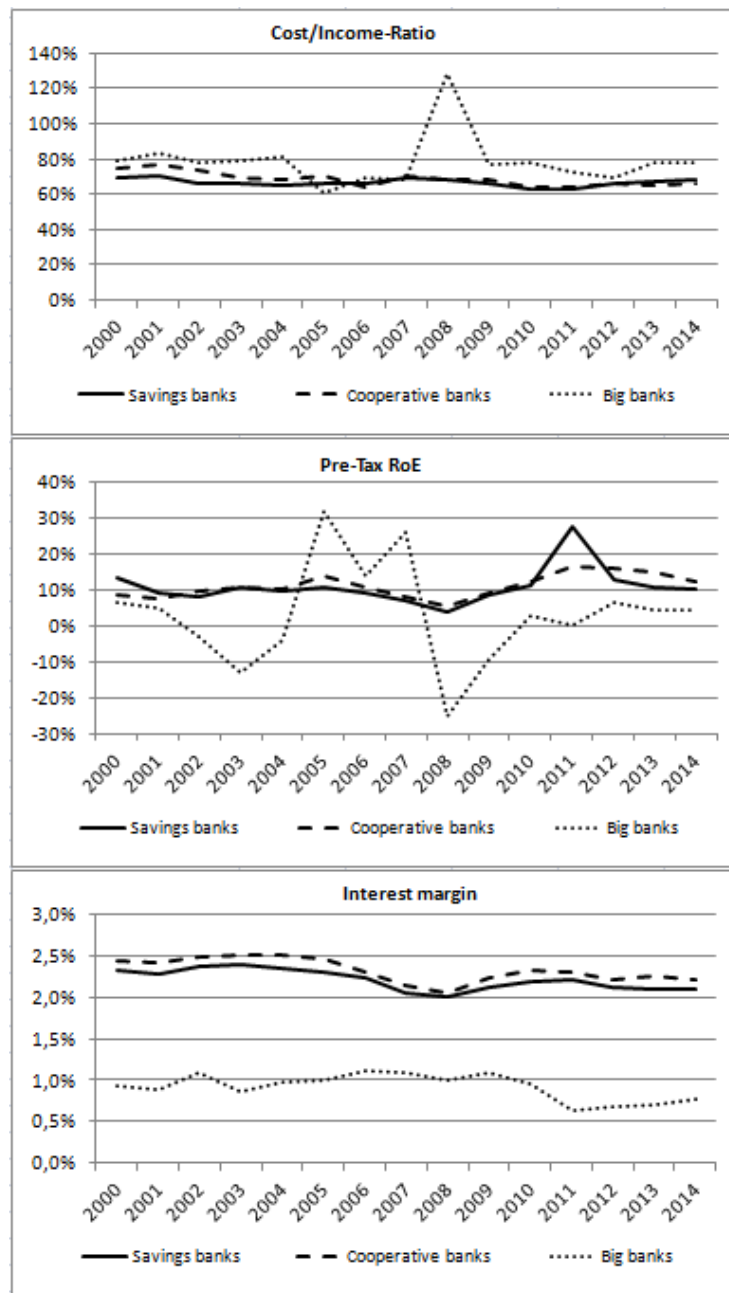 Cost/Income-Ratio
140%
120%
100%
80%
60%
40%
20%
0%
2000 2001 2002 2003 2004 2005 2006 2007 2008 2009 2010 2011 2012 2013 2014
Savings banks Cooperative banks Big banks
Pre-Tax RoE
40%
30%
20%
10%
0%
-10%
-20%
-30%
2000 2001 2002 2003 2004 2005 2006 2007 2008 2009 2010 2011 2012 2013 2014
Savings banks Cooperative banks Big banks
Interest margin
3,0%
2,5%
2,0%
1,5%
1,0%
0,5%
0,0%
2000 2001 2002 2003 2004 2005 2006 2007 2008 2009 2010 2011 2012 2013 2014
Savings banks Cooperative banks Big banks